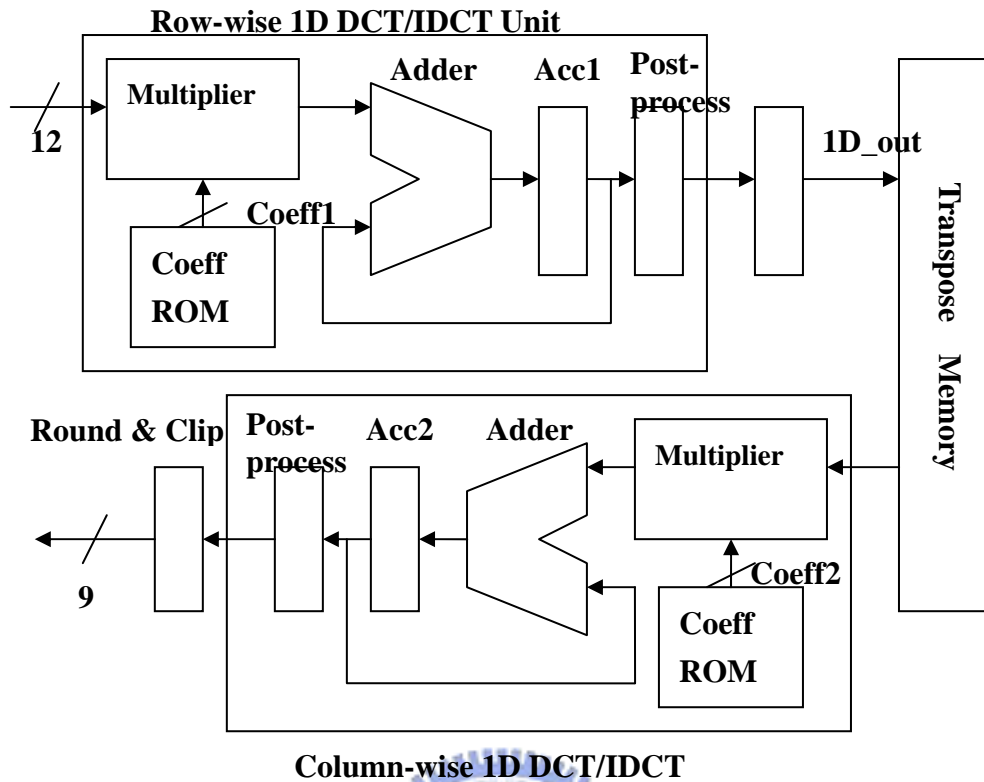 Row-wise 1D DCT/IDCT Unit
Multiplier
Adder
Acc1
Post-
process
12
1D_out
Coeff1
Coeff
ROM
Transpose Memory
Round & Clip
Post-
process
Acc2
Adder
Multiplier
9
Coeff2
Coeff
ROM
Column-wise 1D DCT/IDCT